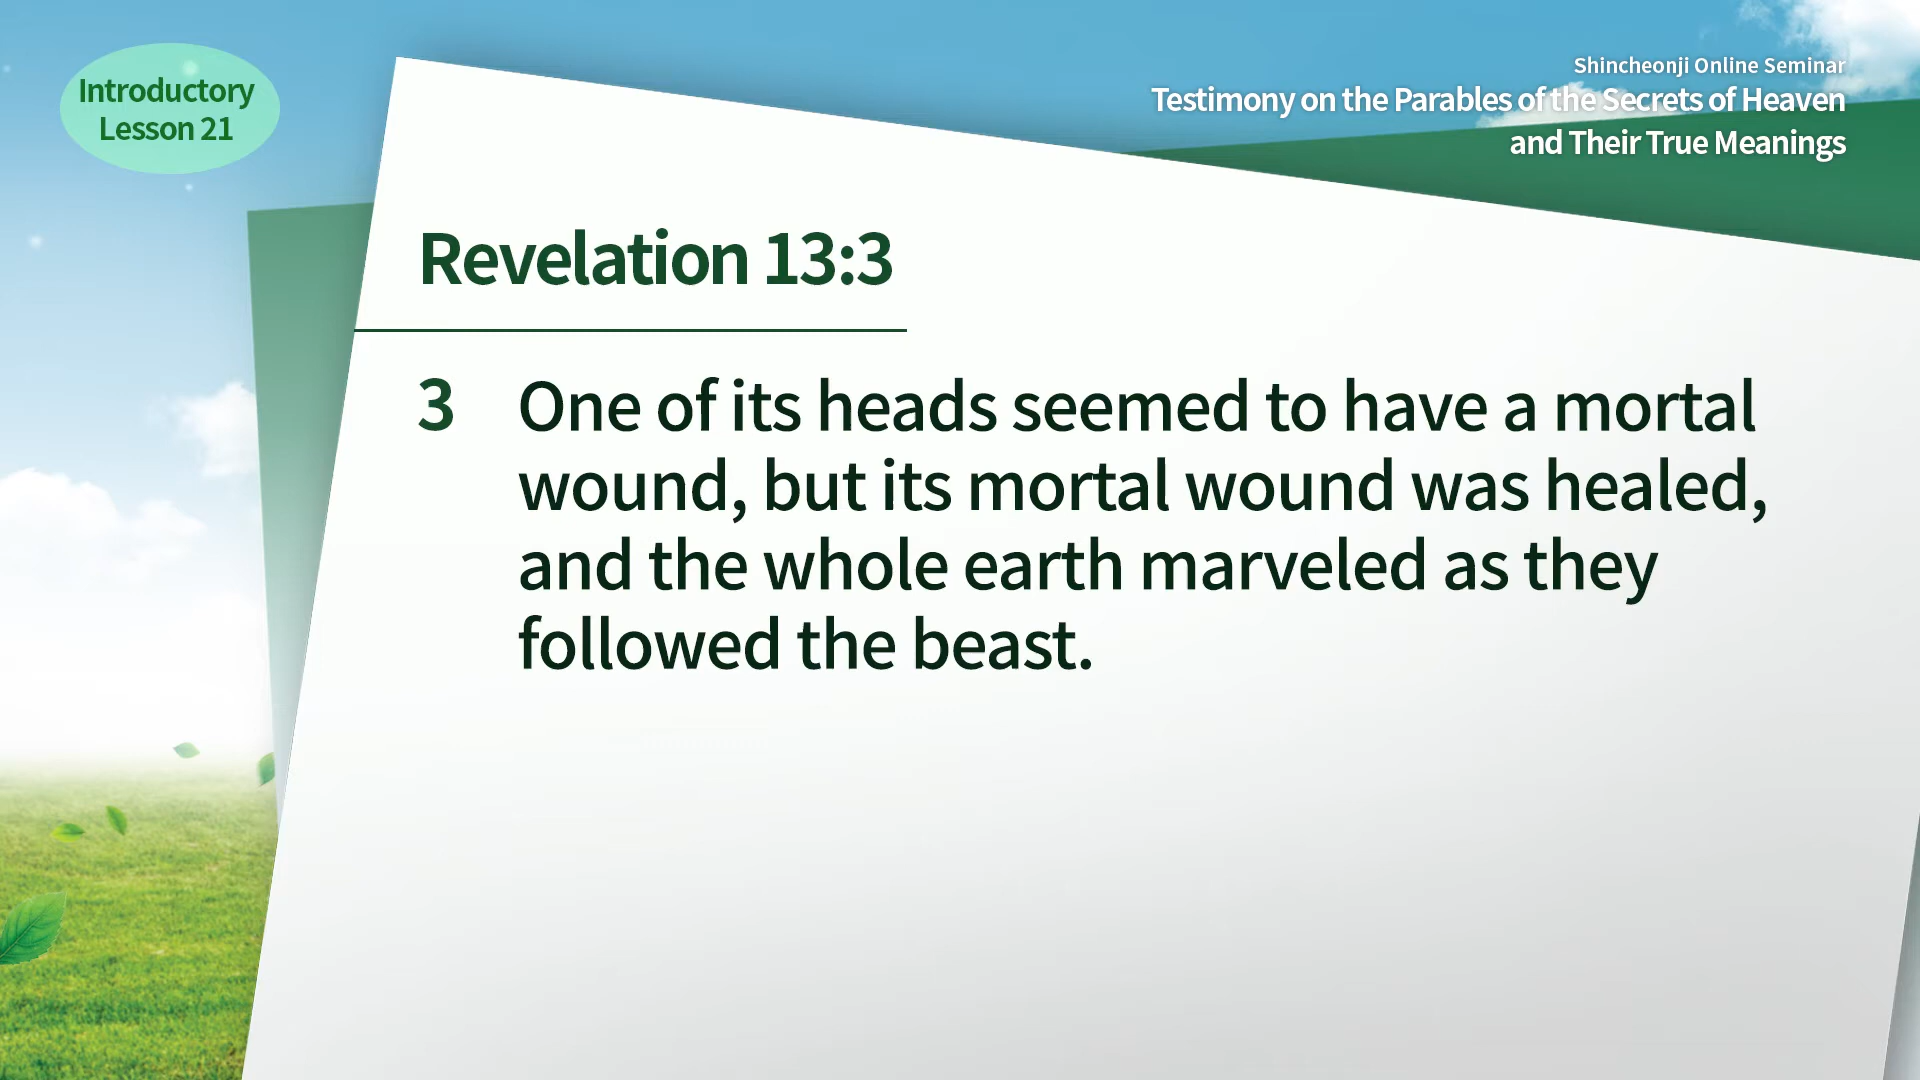 Introductory
Lesson 21
Shincheonji Online Seminar
Testimony on the Parables of the Secrets of Heaven
and Their True Meanings
Revelation 13:3
3 One of its heads seemed to have a mortal
wound, but its mortal wound was healed,
and the whole earth marveled as they
followed the beast.